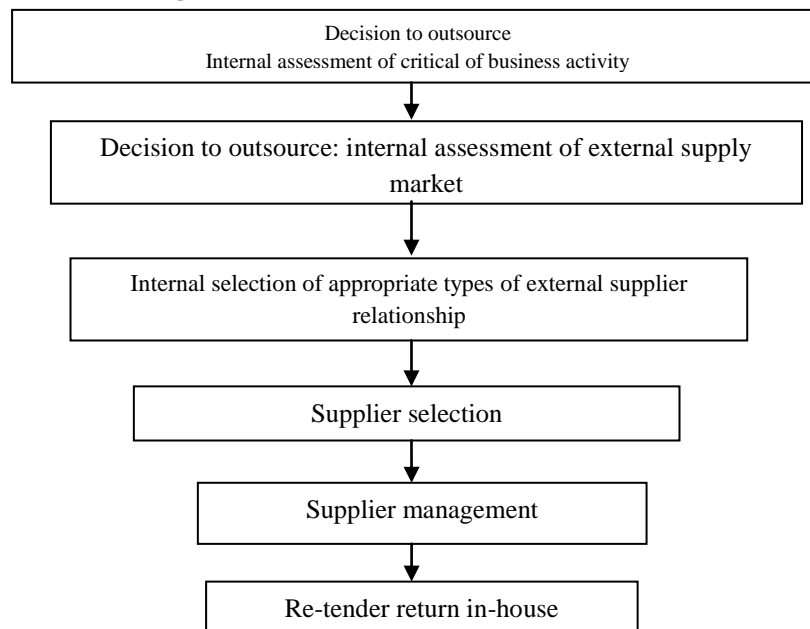 Decision to outsource
Internal assessment of critical of business activity
Decision to outsource: internal assessment of external supply
market
Internal selection of appropriate types of external supplier
relationship
Supplier selection
Supplier management
Re-tender return in-house